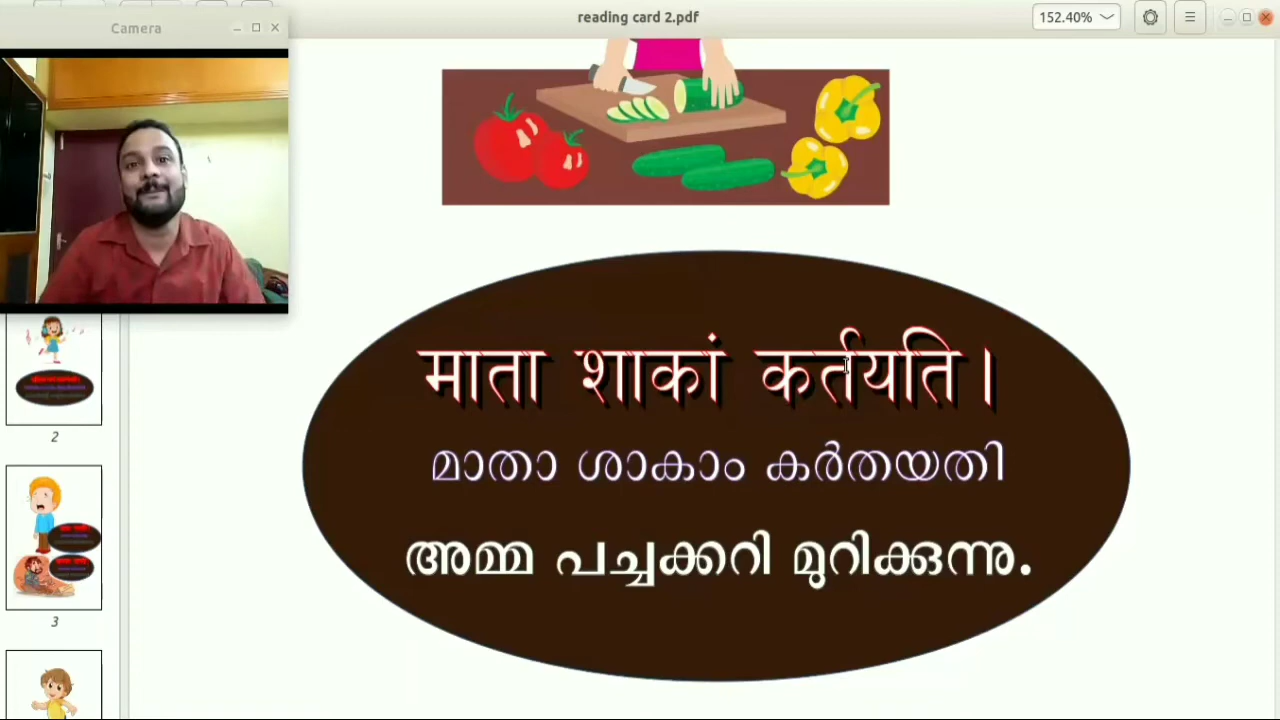 Camera
reading card 2.pdf
152.40%
माता शाकां कर्तयति।
മാതാ ശാകാം കർതയതി
അമ്മ പച്ചക്കറി മുറിക്കുന്നു.
2
3